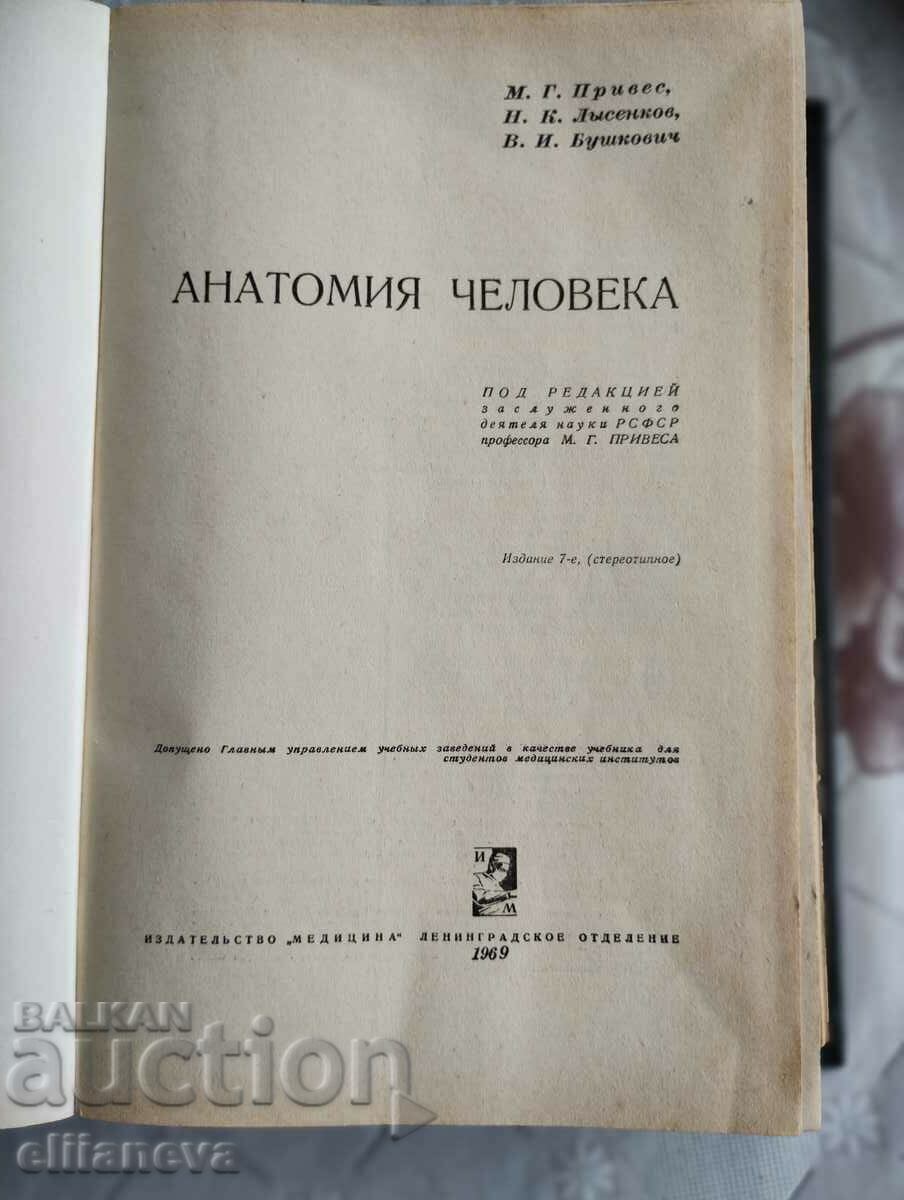 М. Г. Привес,
Н. К. Лысенков,
В. И. Бушкович
АНАТОМИЯ ЧЕЛОВЕКА
ПОД РЕДАКЦИЕЙ
заслуженного
деятеля науки РСФСР
профессора М. Г. ПРИВЕСА
Издание 7-е, (стереотипное)
Допущено Главным управлением учебных заведений в качестве учебника для
студентов медицинских институтов
И
М
ИЗДАТЕЛЬСТВО „МЕДИЦИНА“ ЛЕНИНГРАДСКОЕ ОТДЕЛЕНИЕ
1969
BALKAN
auction
eliianeva